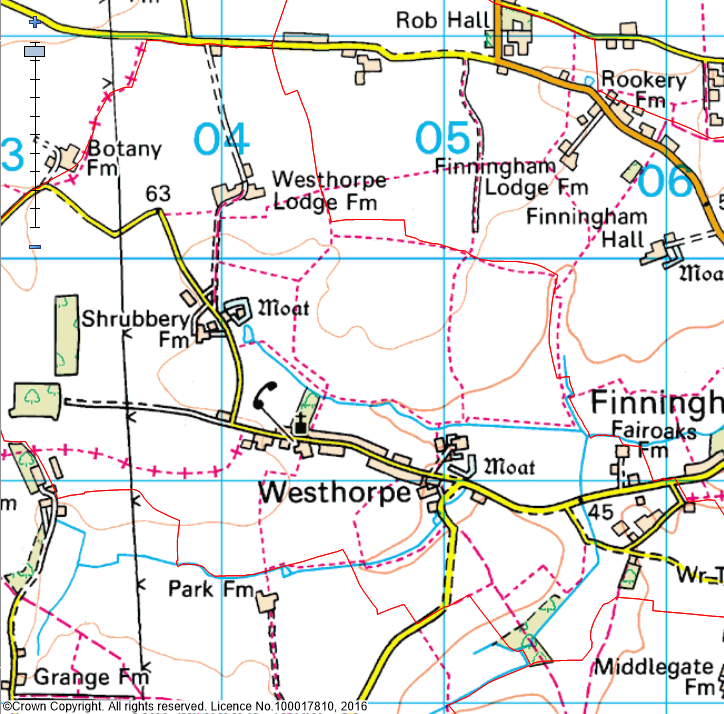 Rob Hall
Rookery
Fm
3
04
05
06
Botany
Fm
Westhorpe
Lodge Fm
Finningham
Lodge Fm
63
Finningham
Hall
Moa
Moat
Shrubbery
Fm
Finningh
Fairoaks
Fm
Moat
Westhorpe
m
45
Park Fm
Wr T
Grange Fm
Middlegate
Fm
©Crown Copyright. All rights reserved. Licence No.100017810, 2016